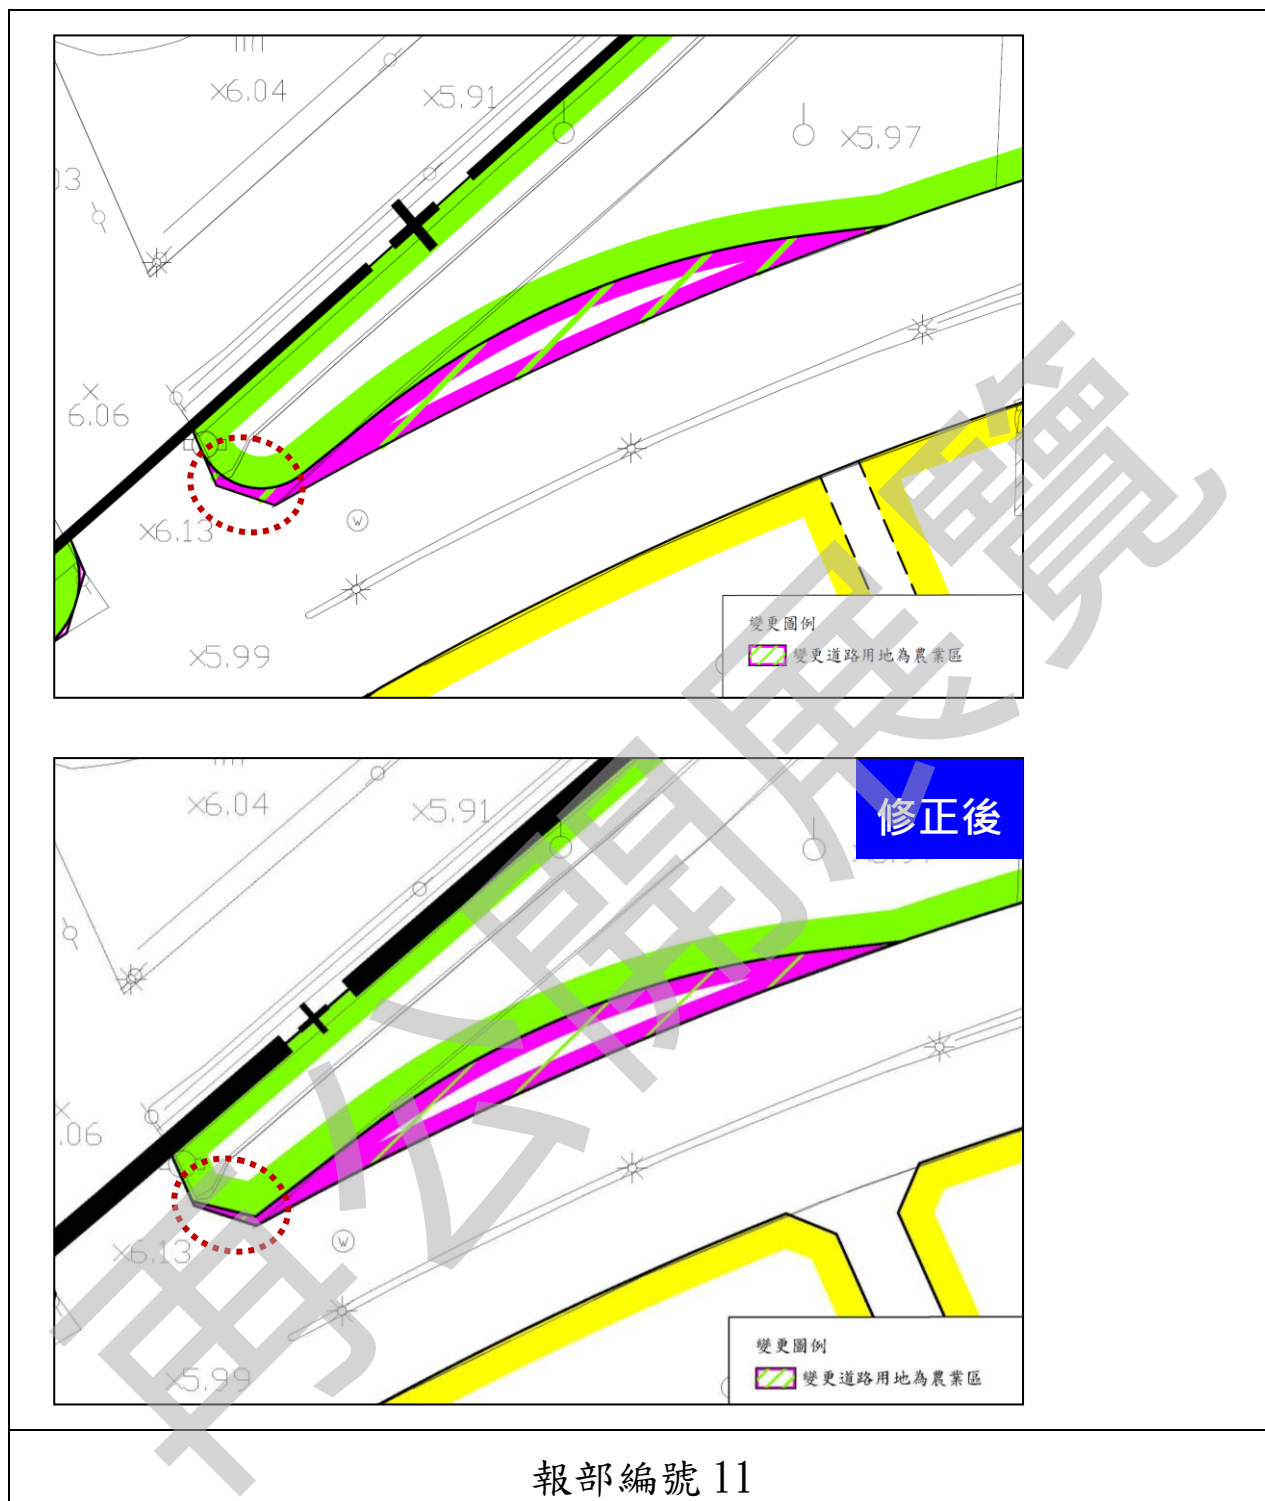 ×6.04
×5.91
×5.97
×
6.06
W
×6.13
×5.99
變更圖例
變更道路用地為農業區
修正後
×6.04
×5.91
.06
W
×6.13
×5.99
變更圖例
變更道路用地為農業區
再公開展覽
報部編號 11